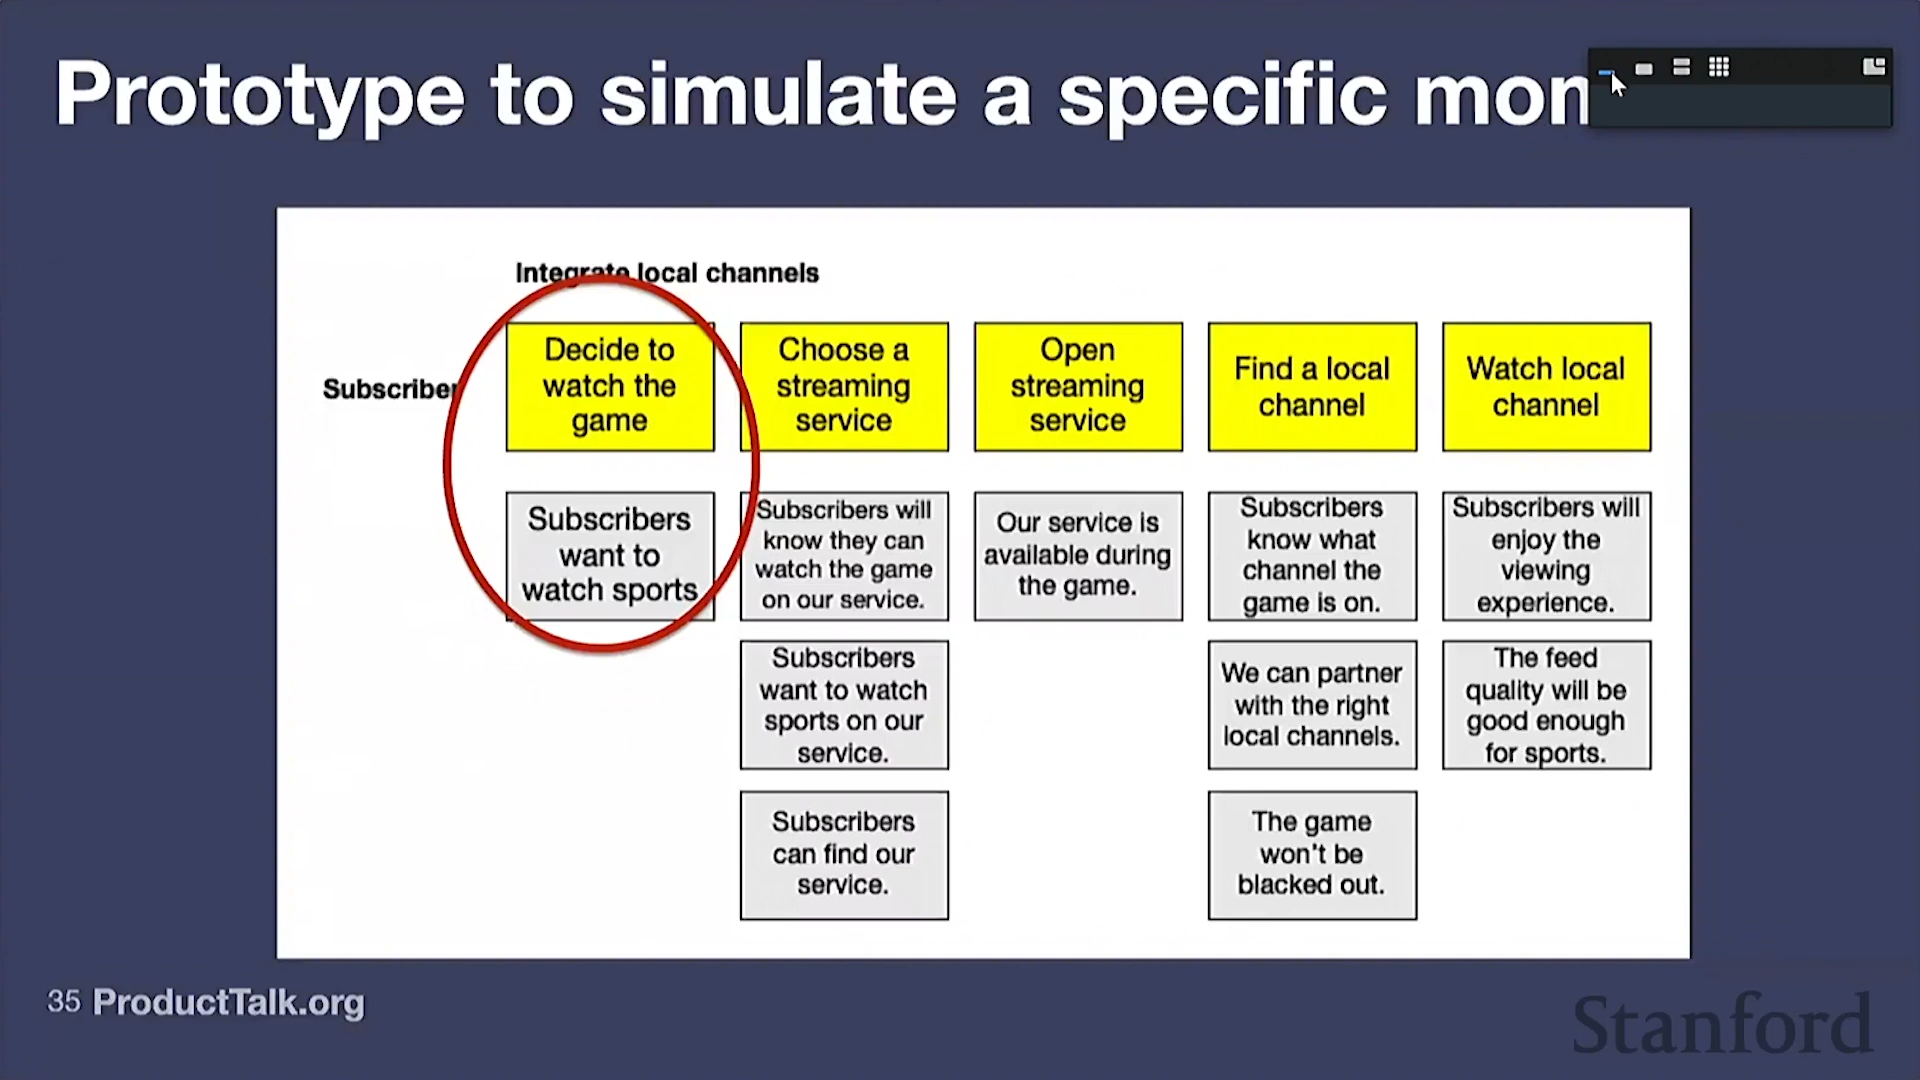 Prototype to simulate a specific mon
Integrate local channels
Subscriber
Decide to
watch the
game
Choose a
streaming
service
Open
streaming
service
Find a local
channel
Watch local
channel
Subscribers
want to
watch sports
Subscribers will
know they can
watch the game
on our service.
Our service is
available during
the game.
Subscribers
know what
channel the
game is on.
Subscribers will
enjoy the
viewing
experience.
Subscribers
want to watch
sports on our
service.
We can partner
with the right
local channels.
The feed
quality will be
good enough
for sports.
Subscribers
can find our
service.
The game
won't be
blacked out.
35 ProductTalk.org
Stanford